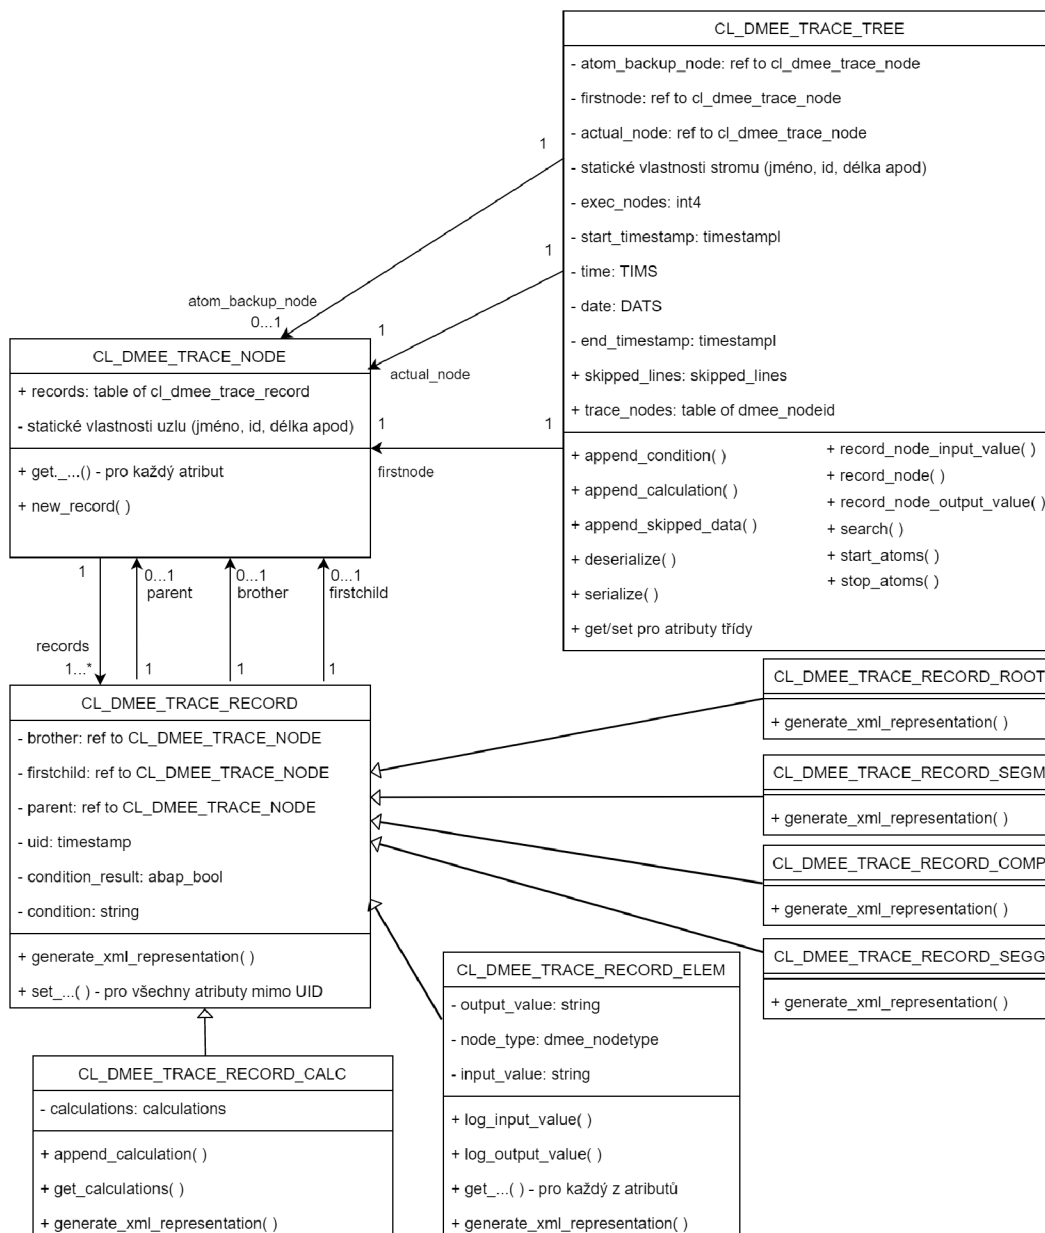 CL_DMEE_TRACE_TREE
- atom_backup_node: ref to cl_dmee_trace_node
- firstnode: ref to cl_dmee_trace_node
- actual_node: ref to cl_dmee_trace_node
- statické vlastnosti stromu (jméno, id, délka apod)
- exec_nodes: int4
- start_timestamp: timestampl
- time: TIMS
- date: DATS
- end_timestamp: timestampl
+ skipped_lines: skipped_lines
+ trace_nodes: table of dmee_nodeid
+ append_condition( )
+ append_calculation( )
+ append_skipped_data( )
+ deserialize( )
+ serialize( )
+ get/set pro atributy třídy
+ record_node_input_value( )
+ record_node( )
+ record_node_output_value( )
+ search( )
+ start_atoms( )
+ stop_atoms( )
1
atom_backup_node
0...1
1
1
actual_node
1
1
firstnode
CL_DMEE_TRACE_NODE
+ records: table of cl_dmee_trace_record
- statické vlastnosti uzlu (jméno, id, délka apod)
+ get._...() - pro každý atribut
+ new_record( )
1
records
1...*
0...1
parent
1
0...1
brother
1
0...1
firstchild
1
CL_DMEE_TRACE_RECORD
- brother: ref to CL_DMEE_TRACE_NODE
- firstchild: ref to CL_DMEE_TRACE_NODE
- parent: ref to CL_DMEE_TRACE_NODE
- uid: timestamp
- condition_result: abap_bool
- condition: string
+ generate_xml_representation( )
+ set_...( ) - pro všechny atributy mimo UID
CL_DMEE_TRACE_RECORD_ROOT
+ generate_xml_representation( )
CL_DMEE_TRACE_RECORD_SEGM
+ generate_xml_representation( )
CL_DMEE_TRACE_RECORD_COMP
+ generate_xml_representation( )
CL_DMEE_TRACE_RECORD_SEGG
+ generate_xml_representation( )
CL_DMEE_TRACE_RECORD_ELEM
- output_value: string
- node_type: dmee_nodetype
- input_value: string
+ log_input_value( )
+ log_output_value( )
+ get_...( ) - pro každý z atributů
+ generate_xml_representation( )
CL_DMEE_TRACE_RECORD_CALC
- calculations: calculations
+ append_calculation( )
+ get_calculations( )
+ generate_xml_representation( )